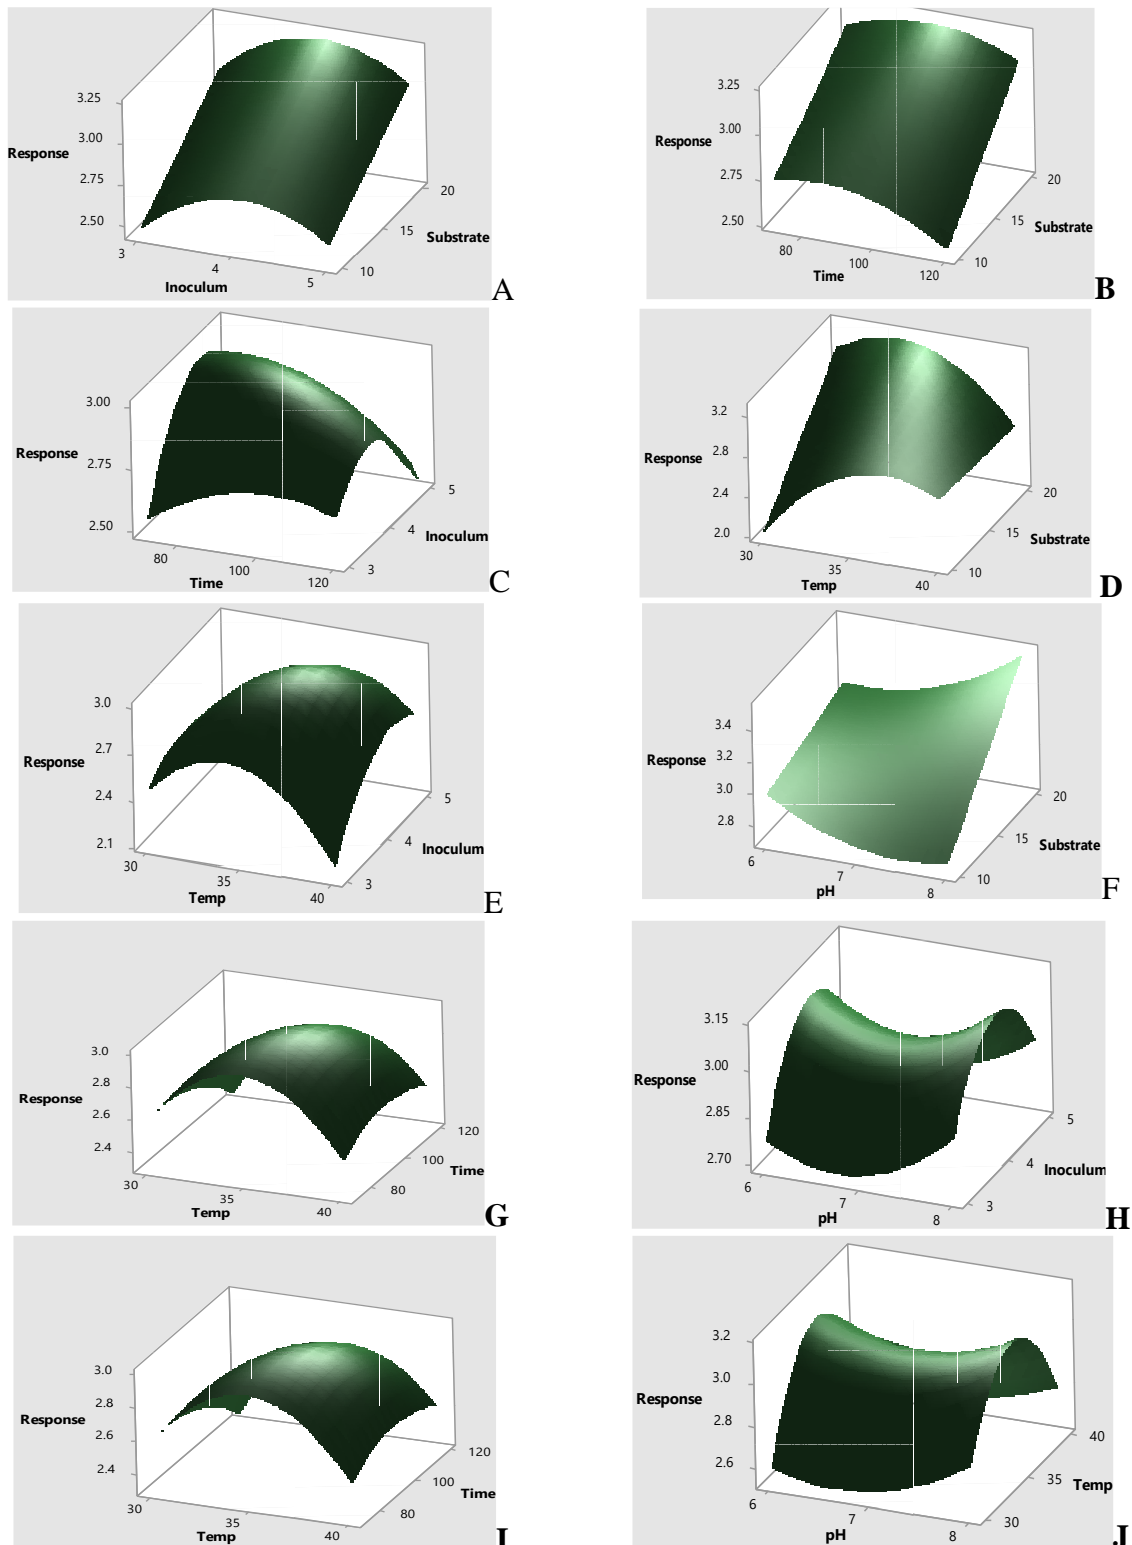 3.25
3.00
Response
2.75
2.50
3
4
5
Inoculum
10
15
20
Substrate
A
3.25
3.00
Response
2.75
2.50
80
100
120
Time
10
15
20
Substrate
B
3.00
2.75
Response
2.50
80
100
120
Time
3
4
5
Inoculum
C
3.2
2.8
Response
2.4
2.0
30
35
40
Temp
10
15
20
Substrate
D
3.0
2.7
Response
2.4
2.1
30
35
40
Temp
3
4
5
Inoculum
E
3.4
3.2
Response
3.0
2.8
6
7
8
pH
10
15
20
Substrate
F
3.0
2.8
Response
2.6
2.4
30
35
40
Temp
80
100
120
Time
G
3.15
3.00
Response
2.85
2.70
6
7
8
pH
3
4
5
Inoculum
H
3.0
2.8
Response
2.6
2.4
30
35
40
Temp
80
100
120
Time
I
3.2
3.0
Response
2.8
2.6
6
7
8
pH
30
35
40
Temp
J